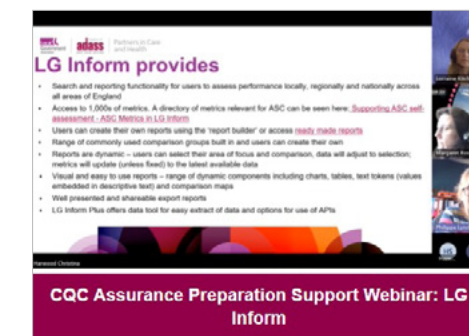 Local
Government
Association
adass
Partners in Care
and Health
LG Inform provides
• Search and reporting functionality for users to assess performance locally, regionally and nationally across
all areas of England
• Access to 1,000s of metrics. A directory of metrics relevant for ASC can be seen here: Supporting ASC self-
assessment - ASC Metrics in LG Inform
• Users can create their own reports using the 'report builder' or access ready made reports
• Range of commonly used comparison groups built in and users can create their own
• Reports are dynamic – users can select their area of focus and comparison, data will adjust to selection;
metrics will update (unless fixed) to the latest available data
• Visual and easy to use reports – range of dynamic components including charts, tables, text tokens (values
embedded in descriptive text) and comparison maps
• Well presented and shareable export reports
• LG Inform Plus offers data tool for easy extract of data and options for use of APIs
Harwood Christina
CQC Assurance Preparation Support Webinar: LG
Inform